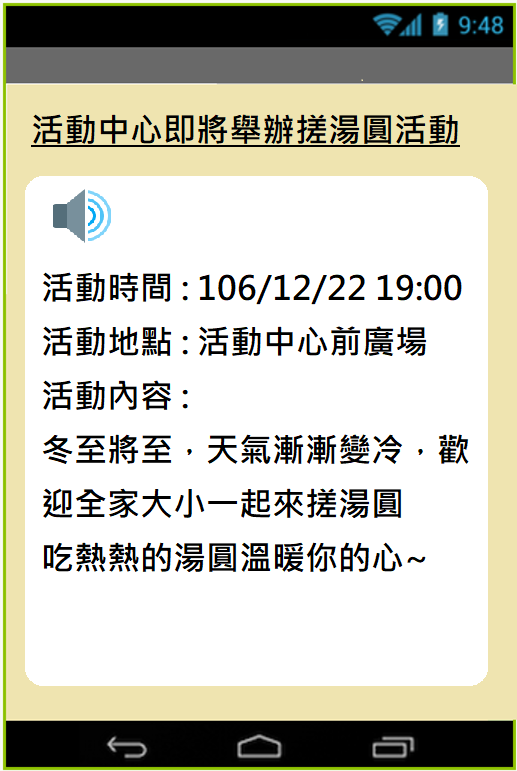 9:48
活動中心即將舉辦搓湯圓活動
活動時間 : 106/12/22 19:00
活動地點 : 活動中心前廣場
活動內容 :
冬至將至，天氣漸漸變冷，歡
迎全家大小一起來搓湯圓
吃熱熱的湯圓溫暖你的心~